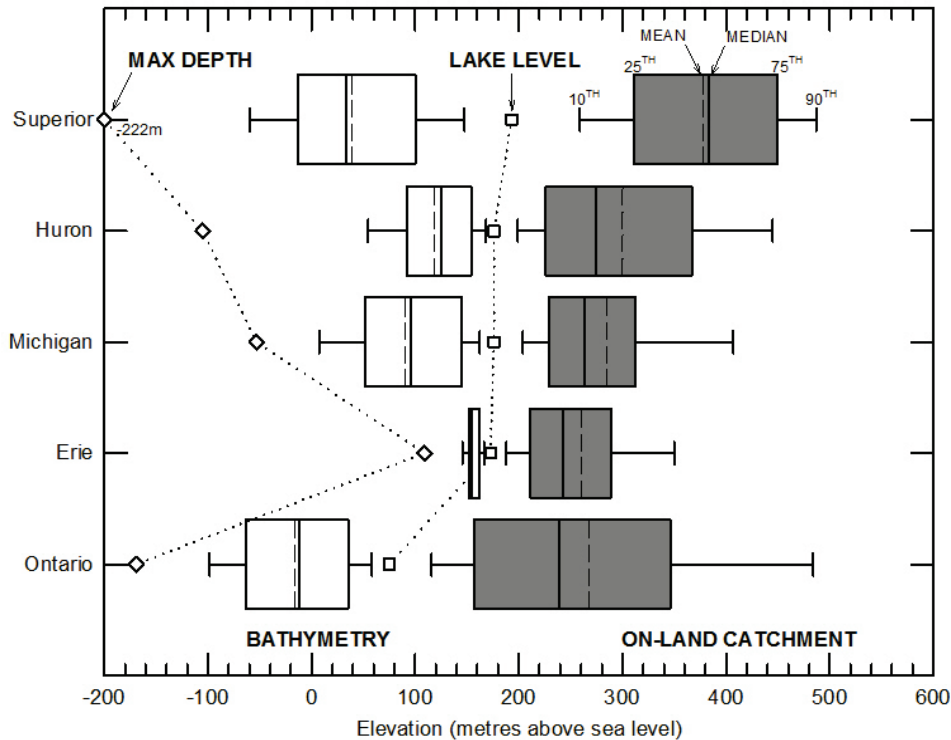 MEAN MEDIAN
MAX DEPTH LAKE LEVEL 25TH 75TH
10TH 90TH
Superior -222m
Huron
Michigan
Erie
Ontario
BATHYMETRY ON-LAND CATCHMENT
-200 -100 0 100 200 300 400 500 600
Elevation (metres above sea level)